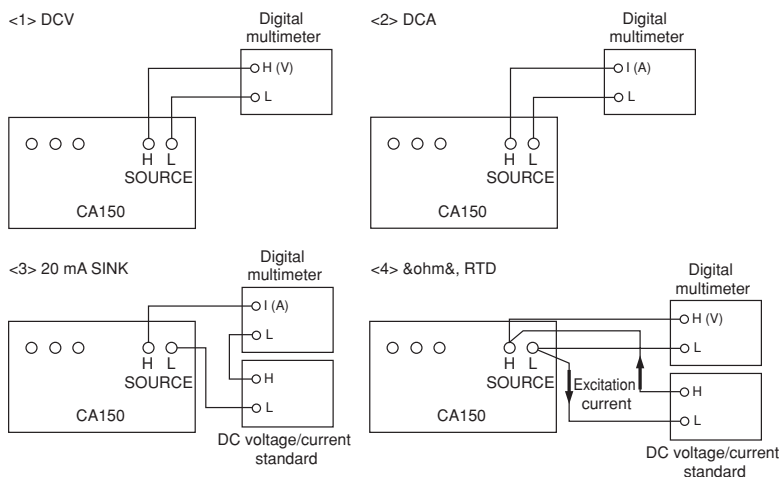 <1> DCV
Digital
multimeter
H (V)
L
H L
SOURCE
CA150
<2> DCA
Digital
multimeter
I (A)
L
H L
SOURCE
CA150
<3> 20 mA SINK
Digital
multimeter
I (A)
L
H
L
H L
SOURCE
CA150
DC voltage/current
standard
<4> &ohm&, RTD
Digital
multimeter
H (V)
L
H
L
H L
SOURCE
Excitation
current
CA150
DC voltage/current
standard